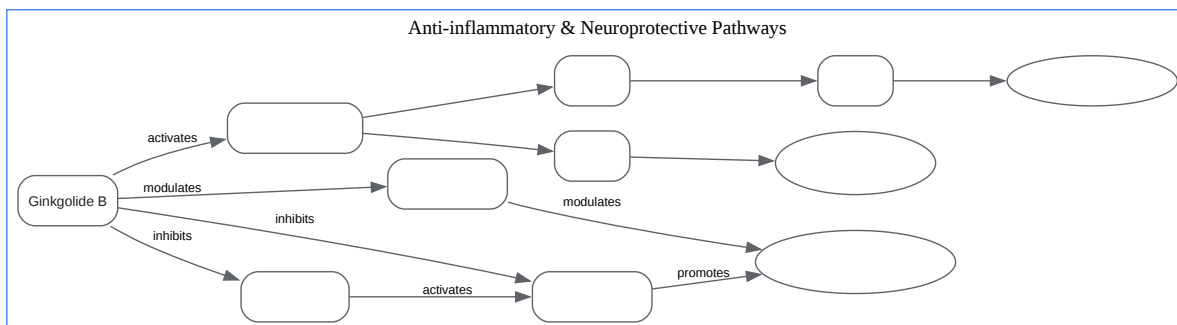 Anti-inflammatory & Neuroprotective Pathways
activates
modulates
Ginkgolide B
modulates
inhibits
inhibits
promotes
activates